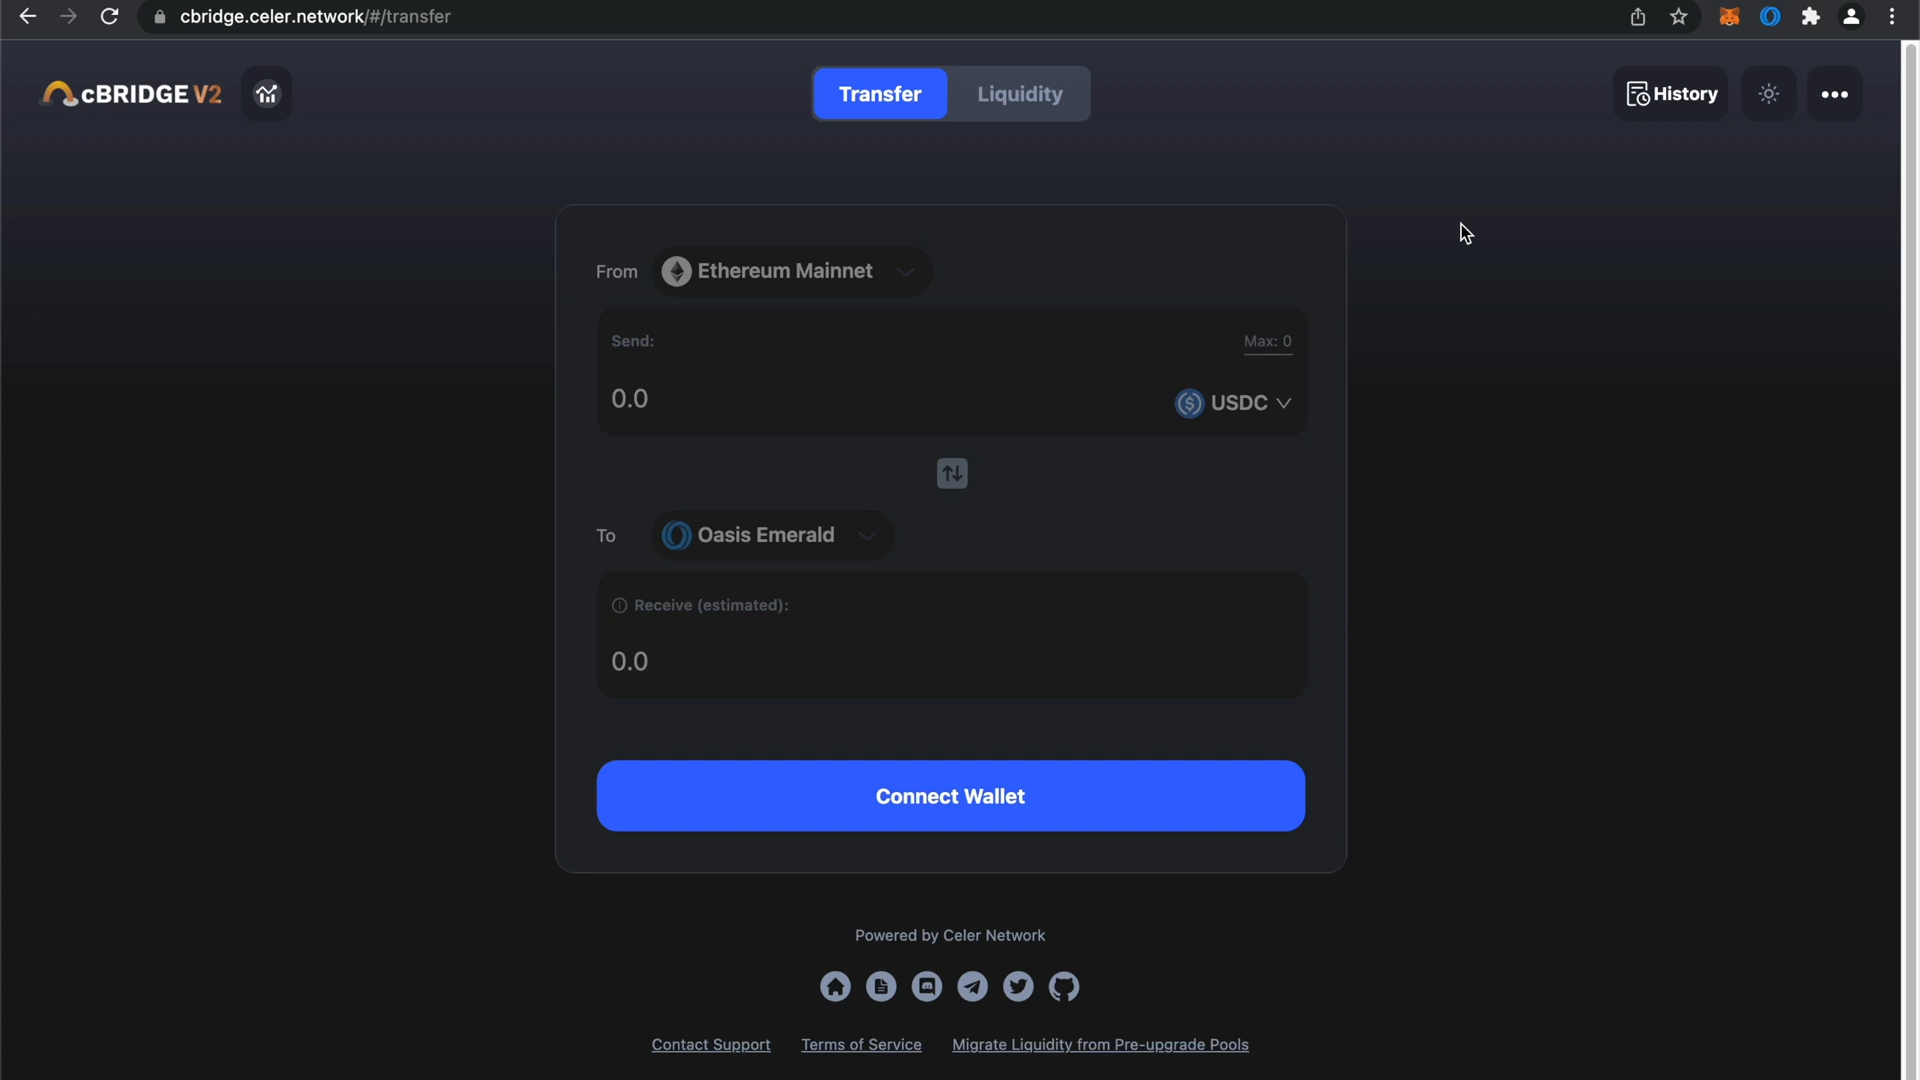 cbridge.celer.network/#/transfer
cBRIDGE V2
Transfer
Liquidity
History
From
Ethereum Mainnet
Send:
Max: 0
0.0
USDC
To
Oasis Emerald
Receive (estimated):
0.0
Connect Wallet
Powered by Celer Network
Contact Support
Terms of Service
Migrate Liquidity from Pre-upgrade Pools